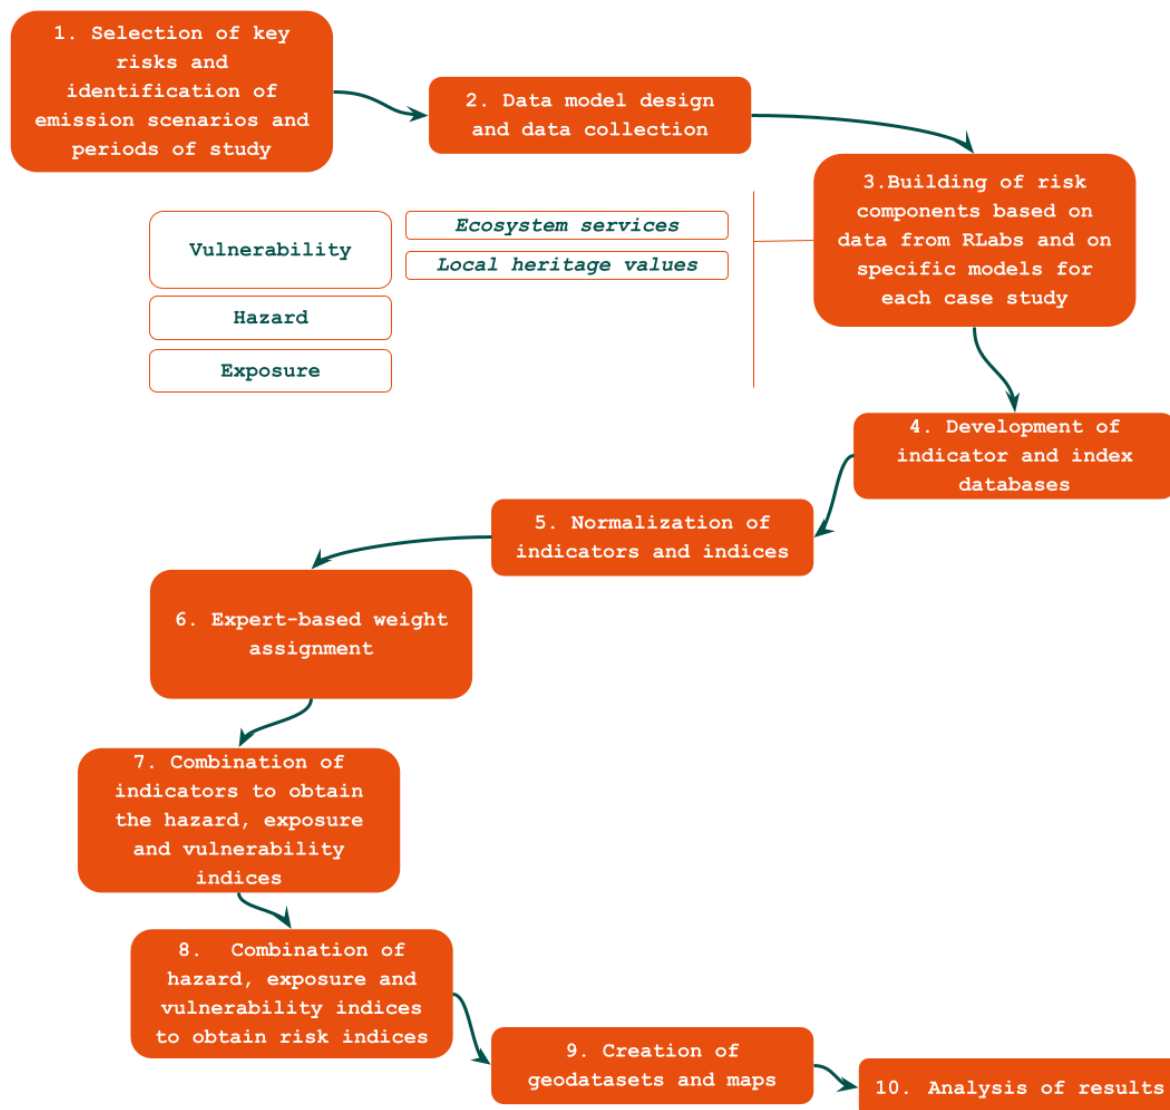 1. Selection of key
risks and
identification of
emission scenarios and
periods of study
2. Data model design
and data collection
3.Building of risk
components based on
data from RLabs and on
specific models for
each case study
Vulnerability
Ecosystem services
Local heritage values
Hazard
Exposure
4. Development of
indicator and index
databases
5. Normalization of
indicators and indices
6. Expert-based weight
assignment
7. Combination of
indicators to obtain
the hazard, exposure
and vulnerability
indices
8.  Combination of
hazard, exposure and
vulnerability indices
to obtain risk indices
9. Creation of
geodatasets and maps
10. Analysis of results